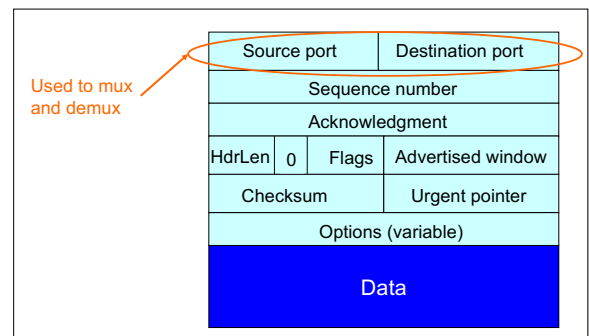 Source port Destination port
Used to mux
and demux
Sequence number
Acknowledgment
HdrLen 0 Flags Advertised window
Checksum Urgent pointer
Options (variable)
Data